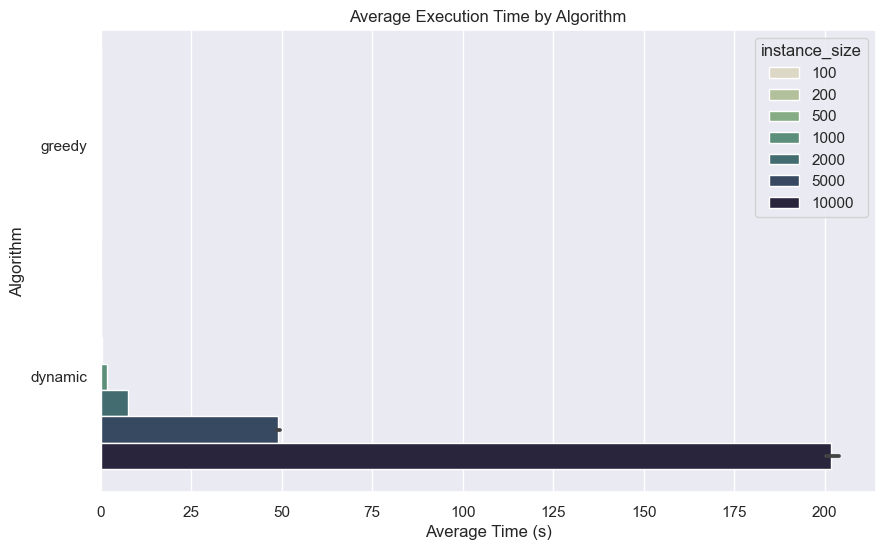 Average Execution Time by Algorithm
instance_size
100
200
500
1000
2000
5000
10000
Algorithm
greedy
dynamic
0 25 50 75 100 125 150 175 200
Average Time (s)